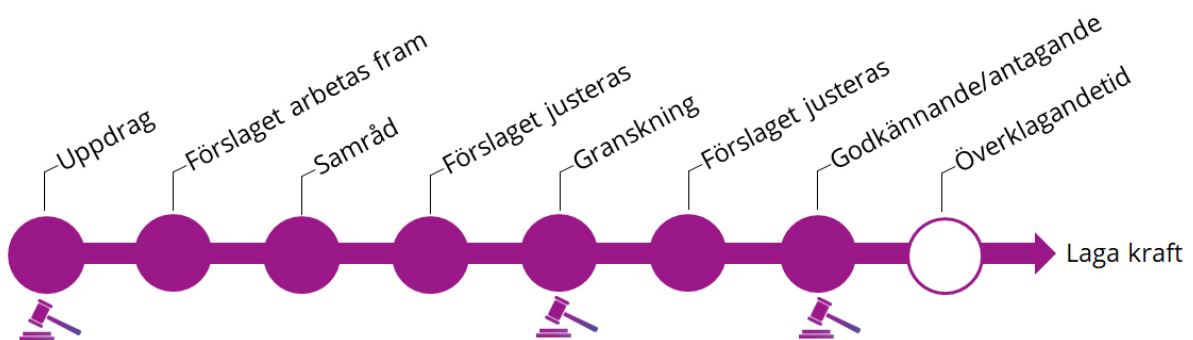 Uppdrag
Förslaget arbetas fram
Samråd
Förslaget justeras
Granskning
Förslaget justeras
Godkännande/antagande
Överklagandetid
Laga kraft